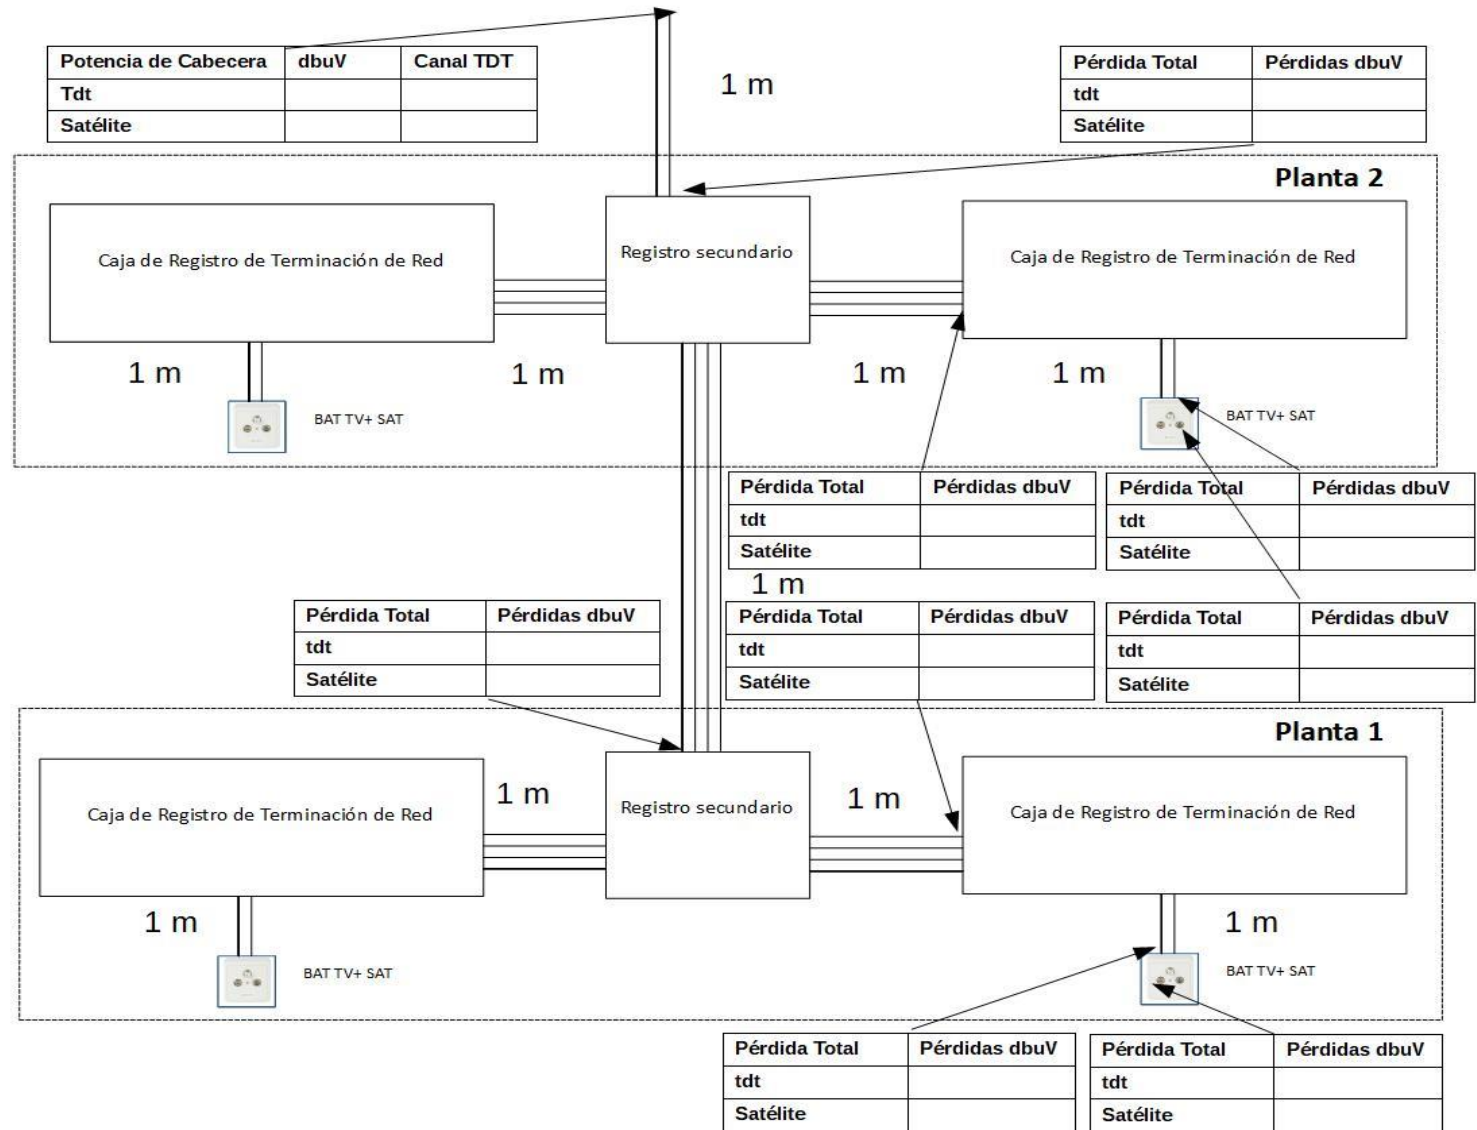 Potencia de Cabecera dbuV Canal TDT
Tdt
Satélite
1 m
Pérdida Total Pérdidas dbuV
tdt
Satélite
Planta 2
Caja de Registro de Terminación de Red
Registro secundario
Caja de Registro de Terminación de Red
1 m
1 m
1 m
1 m
BAT TV+ SAT
BAT TV+ SAT
Pérdida Total Pérdidas dbuV
tdt
Satélite
Pérdida Total Pérdidas dbuV
tdt
Satélite
1 m
Pérdida Total Pérdidas dbuV
tdt
Satélite
Pérdida Total Pérdidas dbuV
tdt
Satélite
Pérdida Total Pérdidas dbuV
tdt
Satélite
Planta 1
Caja de Registro de Terminación de Red
1 m
Registro secundario
1 m
Caja de Registro de Terminación de Red
1 m
1 m
BAT TV+ SAT
BAT TV+ SAT
Pérdida Total Pérdidas dbuV
tdt
Satélite
Pérdida Total Pérdidas dbuV
tdt
Satélite